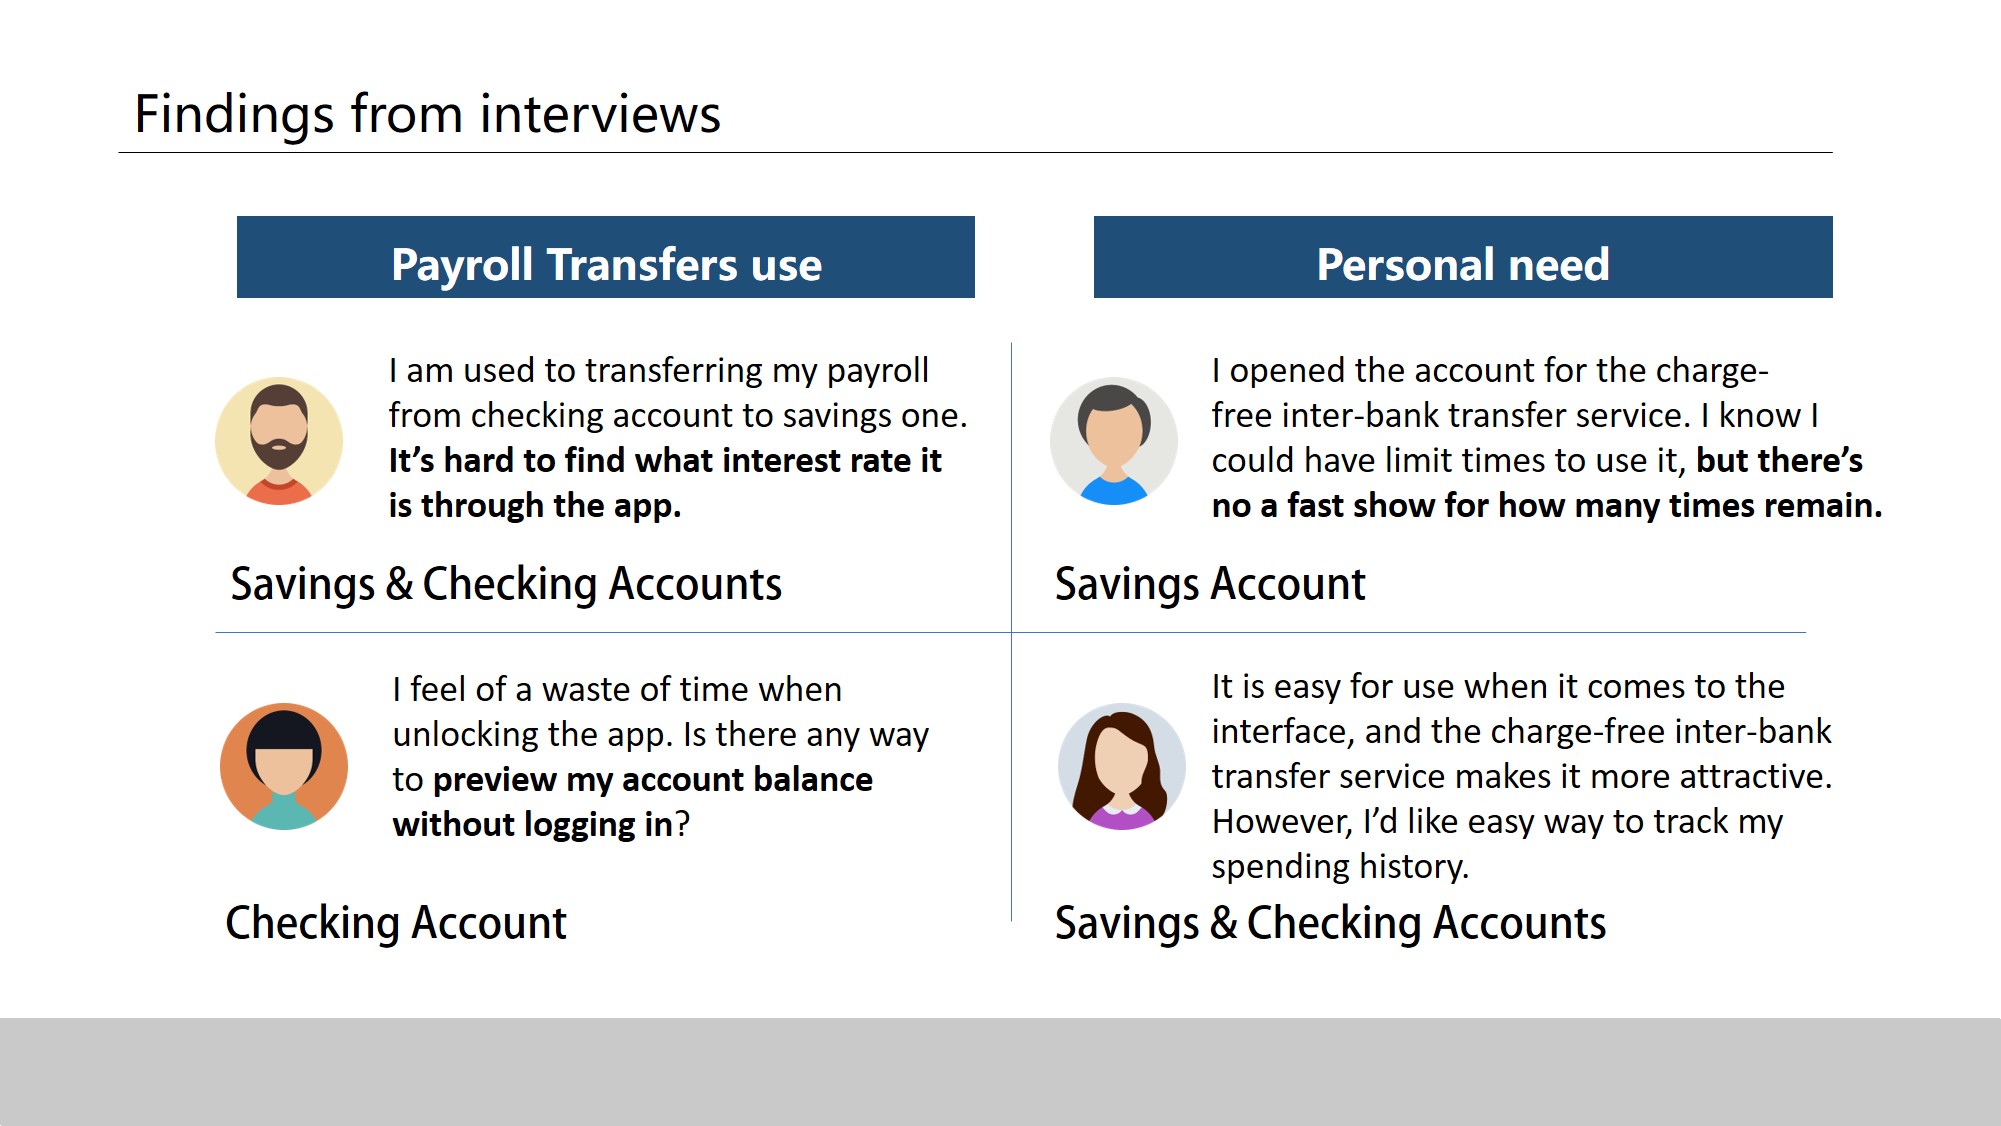 Findings from interviews
Payroll Transfers use
Personal need
I am used to transferring my payroll
from checking account to savings one.
It’s hard to find what interest rate it
is through the app.
Savings & Checking Accounts
I opened the account for the charge-
free inter-bank transfer service. I know I
could have limit times to use it, but there’s
no a fast show for how many times remain.
Savings Account
I feel of a waste of time when
unlocking the app. Is there any way
to preview my account balance
without logging in?
Checking Account
It is easy for use when it comes to the
interface, and the charge-free inter-bank
transfer service makes it more attractive.
However, I’d like easy way to track my
spending history.
Savings & Checking Accounts